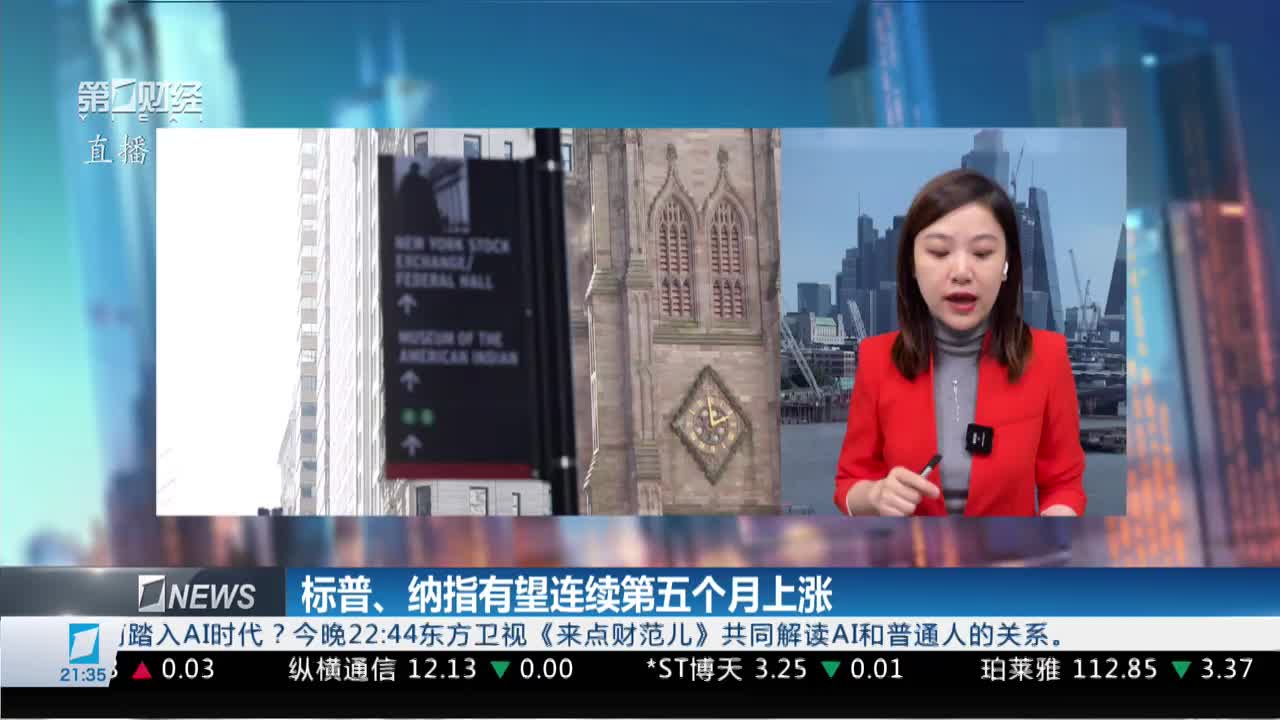 第一财经
YICAI
直播
NEW YORK STOCK
EXCHANGE/
FEDERAL HALL
MUSEUM OF THE
AMERICAN INDIAN
NEWS
标普、纳指有望连续第五个月上涨
踏入AI时代？今晚22:44东方卫视《来点财范儿》共同解读AI和普通人的关系。
21:35
▲ 0.03 纵横通信 12.13 ▼ 0.00 *ST博天 3.25 ▼ 0.01 珀莱雅 112.85 ▼ 3.37